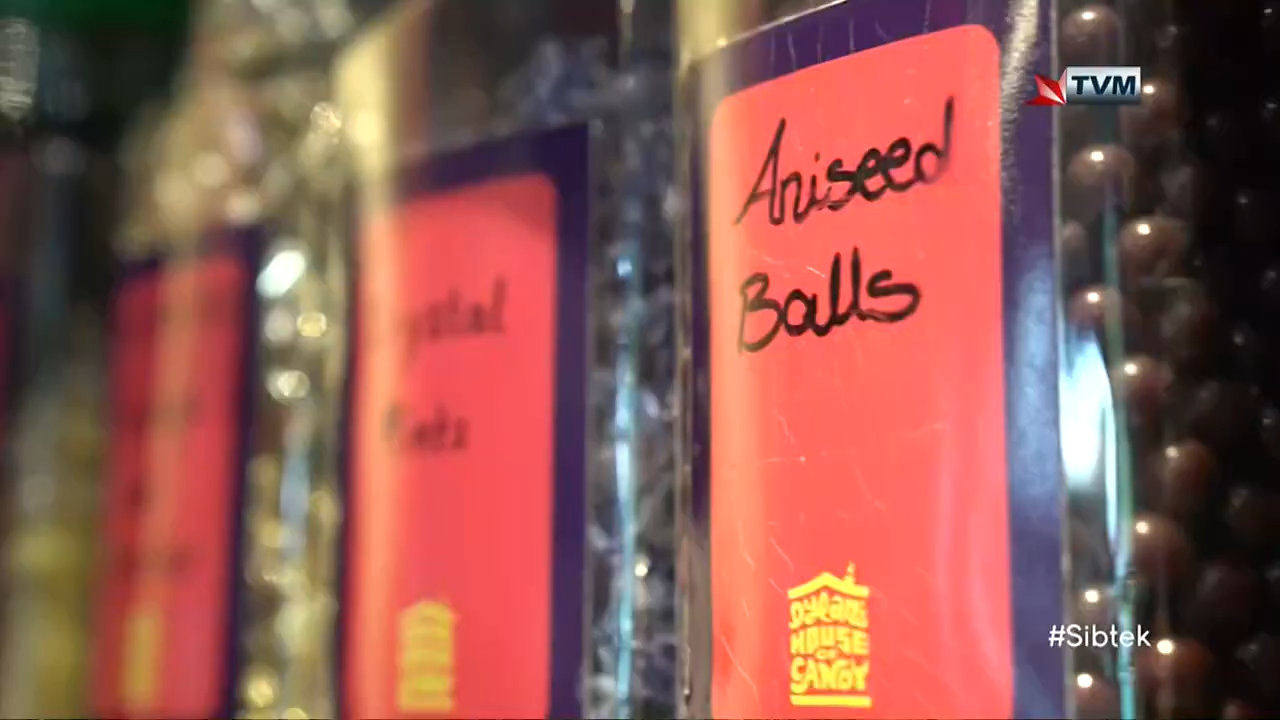 TVM
Aniseed
Balls
DYLAN'S
HOUSE
OF
CANDY
#Sibtek